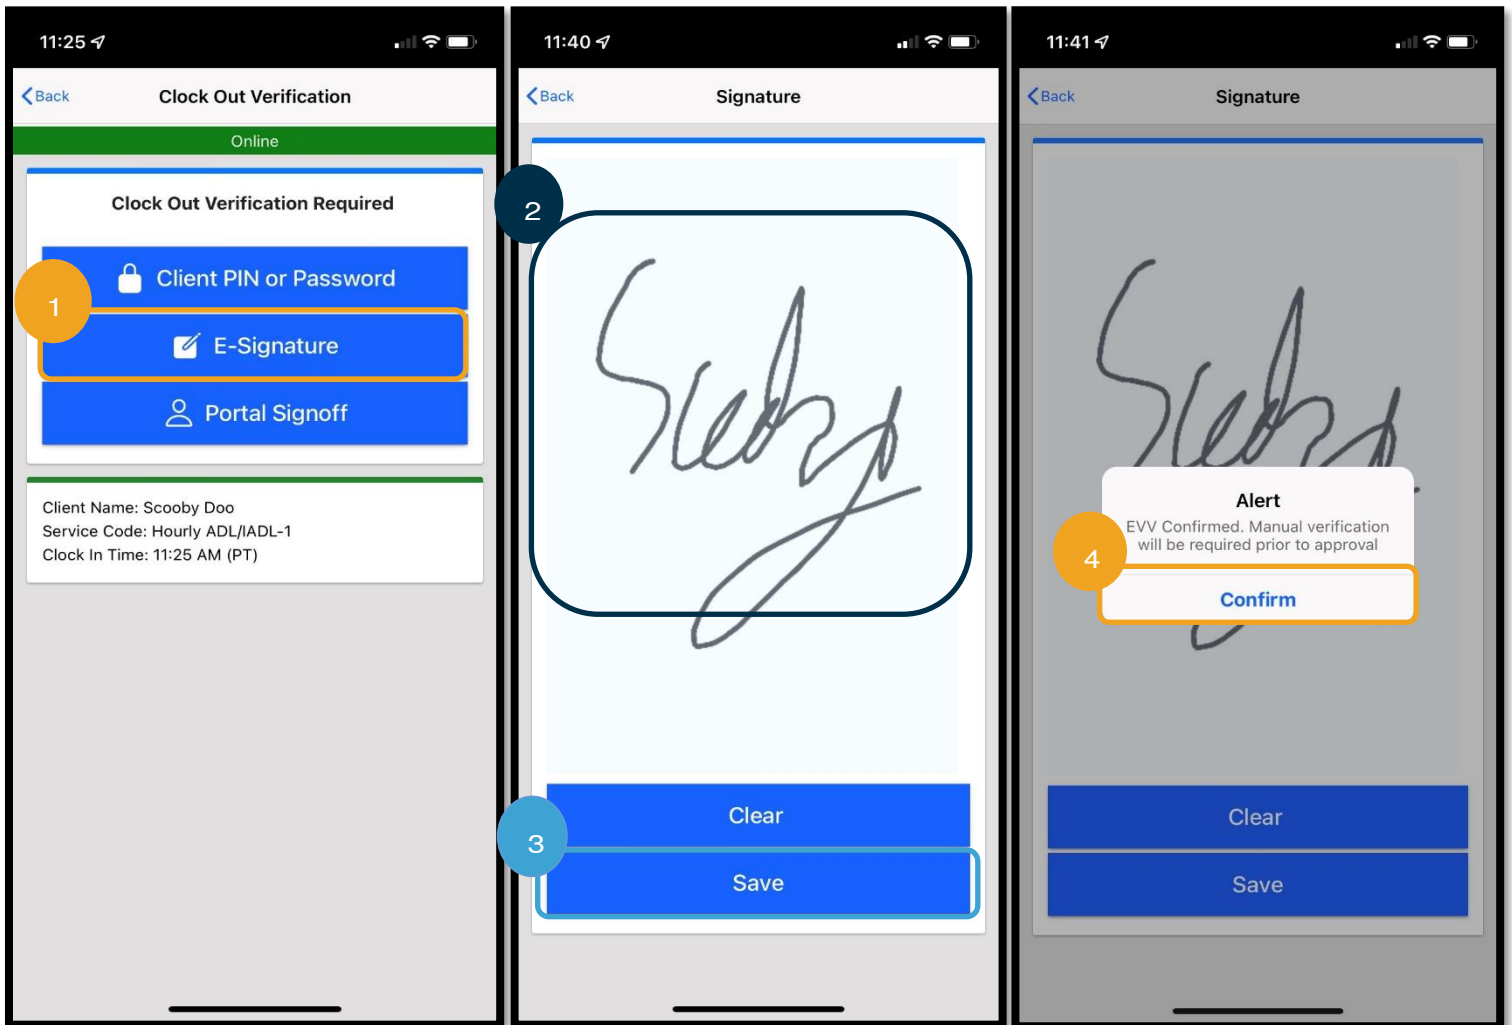 11:25
Back
Clock Out Verification
Online
Clock Out Verification Required
Client PIN or Password
1
E-Signature
Portal Signoff
Client Name: Scooby Doo
Service Code: Hourly ADL/IADL-1
Clock In Time: 11:25 AM (PT)
11:40
Back
Signature
2
Scooby
Clear
3
Save
11:41
Back
Signature
Alert
EVV Confirmed. Manual verification
will be required prior to approval
4
Confirm
Clear
Save